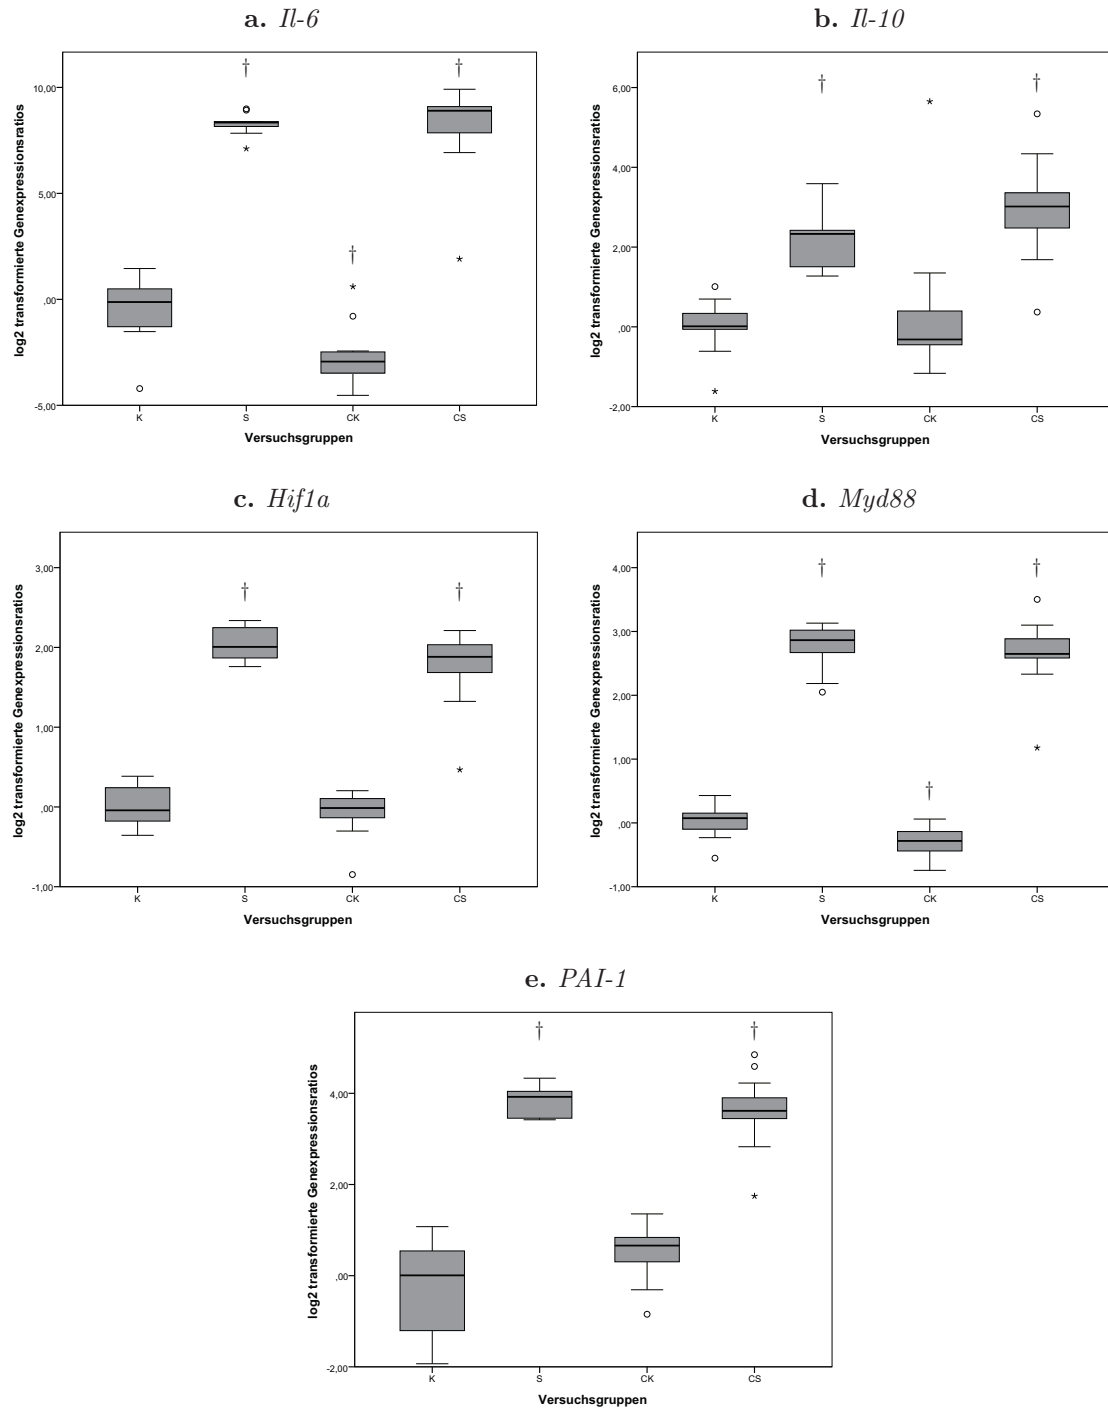 a. Il-6
†
†
†
10,00
5,00
,00
-5,00
log2 transformierte Genexpressionsratios
K S CK CS
Versuchsgruppen
b. Il-10
†
†
6,00
4,00
2,00
,00
-2,00
log2 transformierte Genexpressionsratios
K S CK CS
Versuchsgruppen
c. Hif1a
†
†
3,00
2,00
1,00
,00
-1,00
log2 transformierte Genexpressionsratios
K S CK CS
Versuchsgruppen
d. Myd88
†
†
†
4,00
3,00
2,00
1,00
,00
-1,00
log2 transformierte Genexpressionsratios
K S CK CS
Versuchsgruppen
e. PAI-1
†
†
4,00
2,00
,00
-2,00
log2 transformierte Genexpressionsratios
K S CK CS
Versuchsgruppen